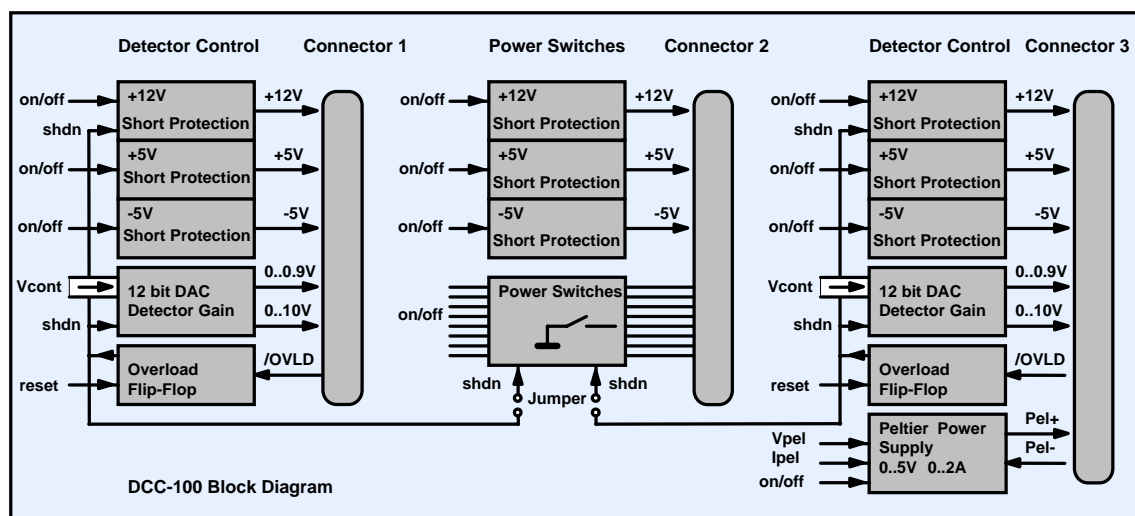 Detector Control
Connector 1
Power Switches
Connector 2
Detector Control
Connector 3
on/off
+12V
Short Protection
+12V
shdn
on/off
+5V
Short Protection
+5V
on/off
-5V
Short Protection
-5V
Vcont
12 bit DAC
Detector Gain
0..0.9V
0..10V
shdn
Overload
Flip-Flop
/OVLD
reset
on/off
+12V
Short Protection
+12V
on/off
+5V
Short Protection
+5V
on/off
-5V
Short Protection
-5V
Power Switches
on/off
shdn
Jumper
shdn
on/off
+12V
Short Protection
+12V
shdn
on/off
+5V
Short Protection
+5V
on/off
-5V
Short Protection
-5V
Vcont
12 bit DAC
Detector Gain
0..0.9V
0..10V
shdn
Overload
Flip-Flop
/OVLD
reset
Vpel
Ipel
on/off
Peltier Power
Supply
0..5V 0..2A
Pel+
Pel-
DCC-100 Block Diagram